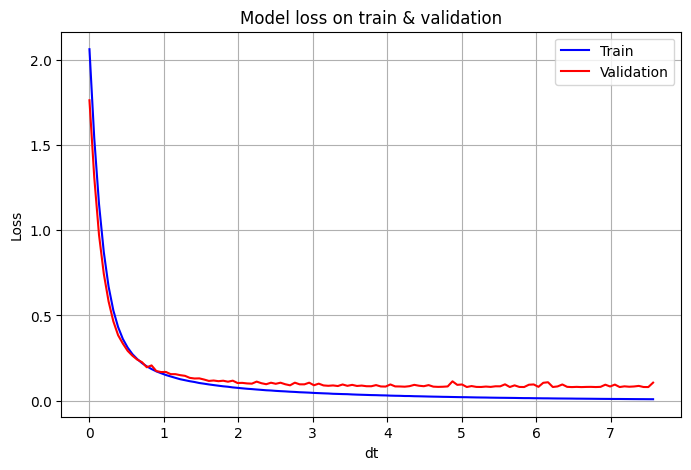 Model loss on train & validation
Train
Validation
2.0
1.5
1.0
0.5
0.0
Loss
0 1 2 3 4 5 6 7
dt